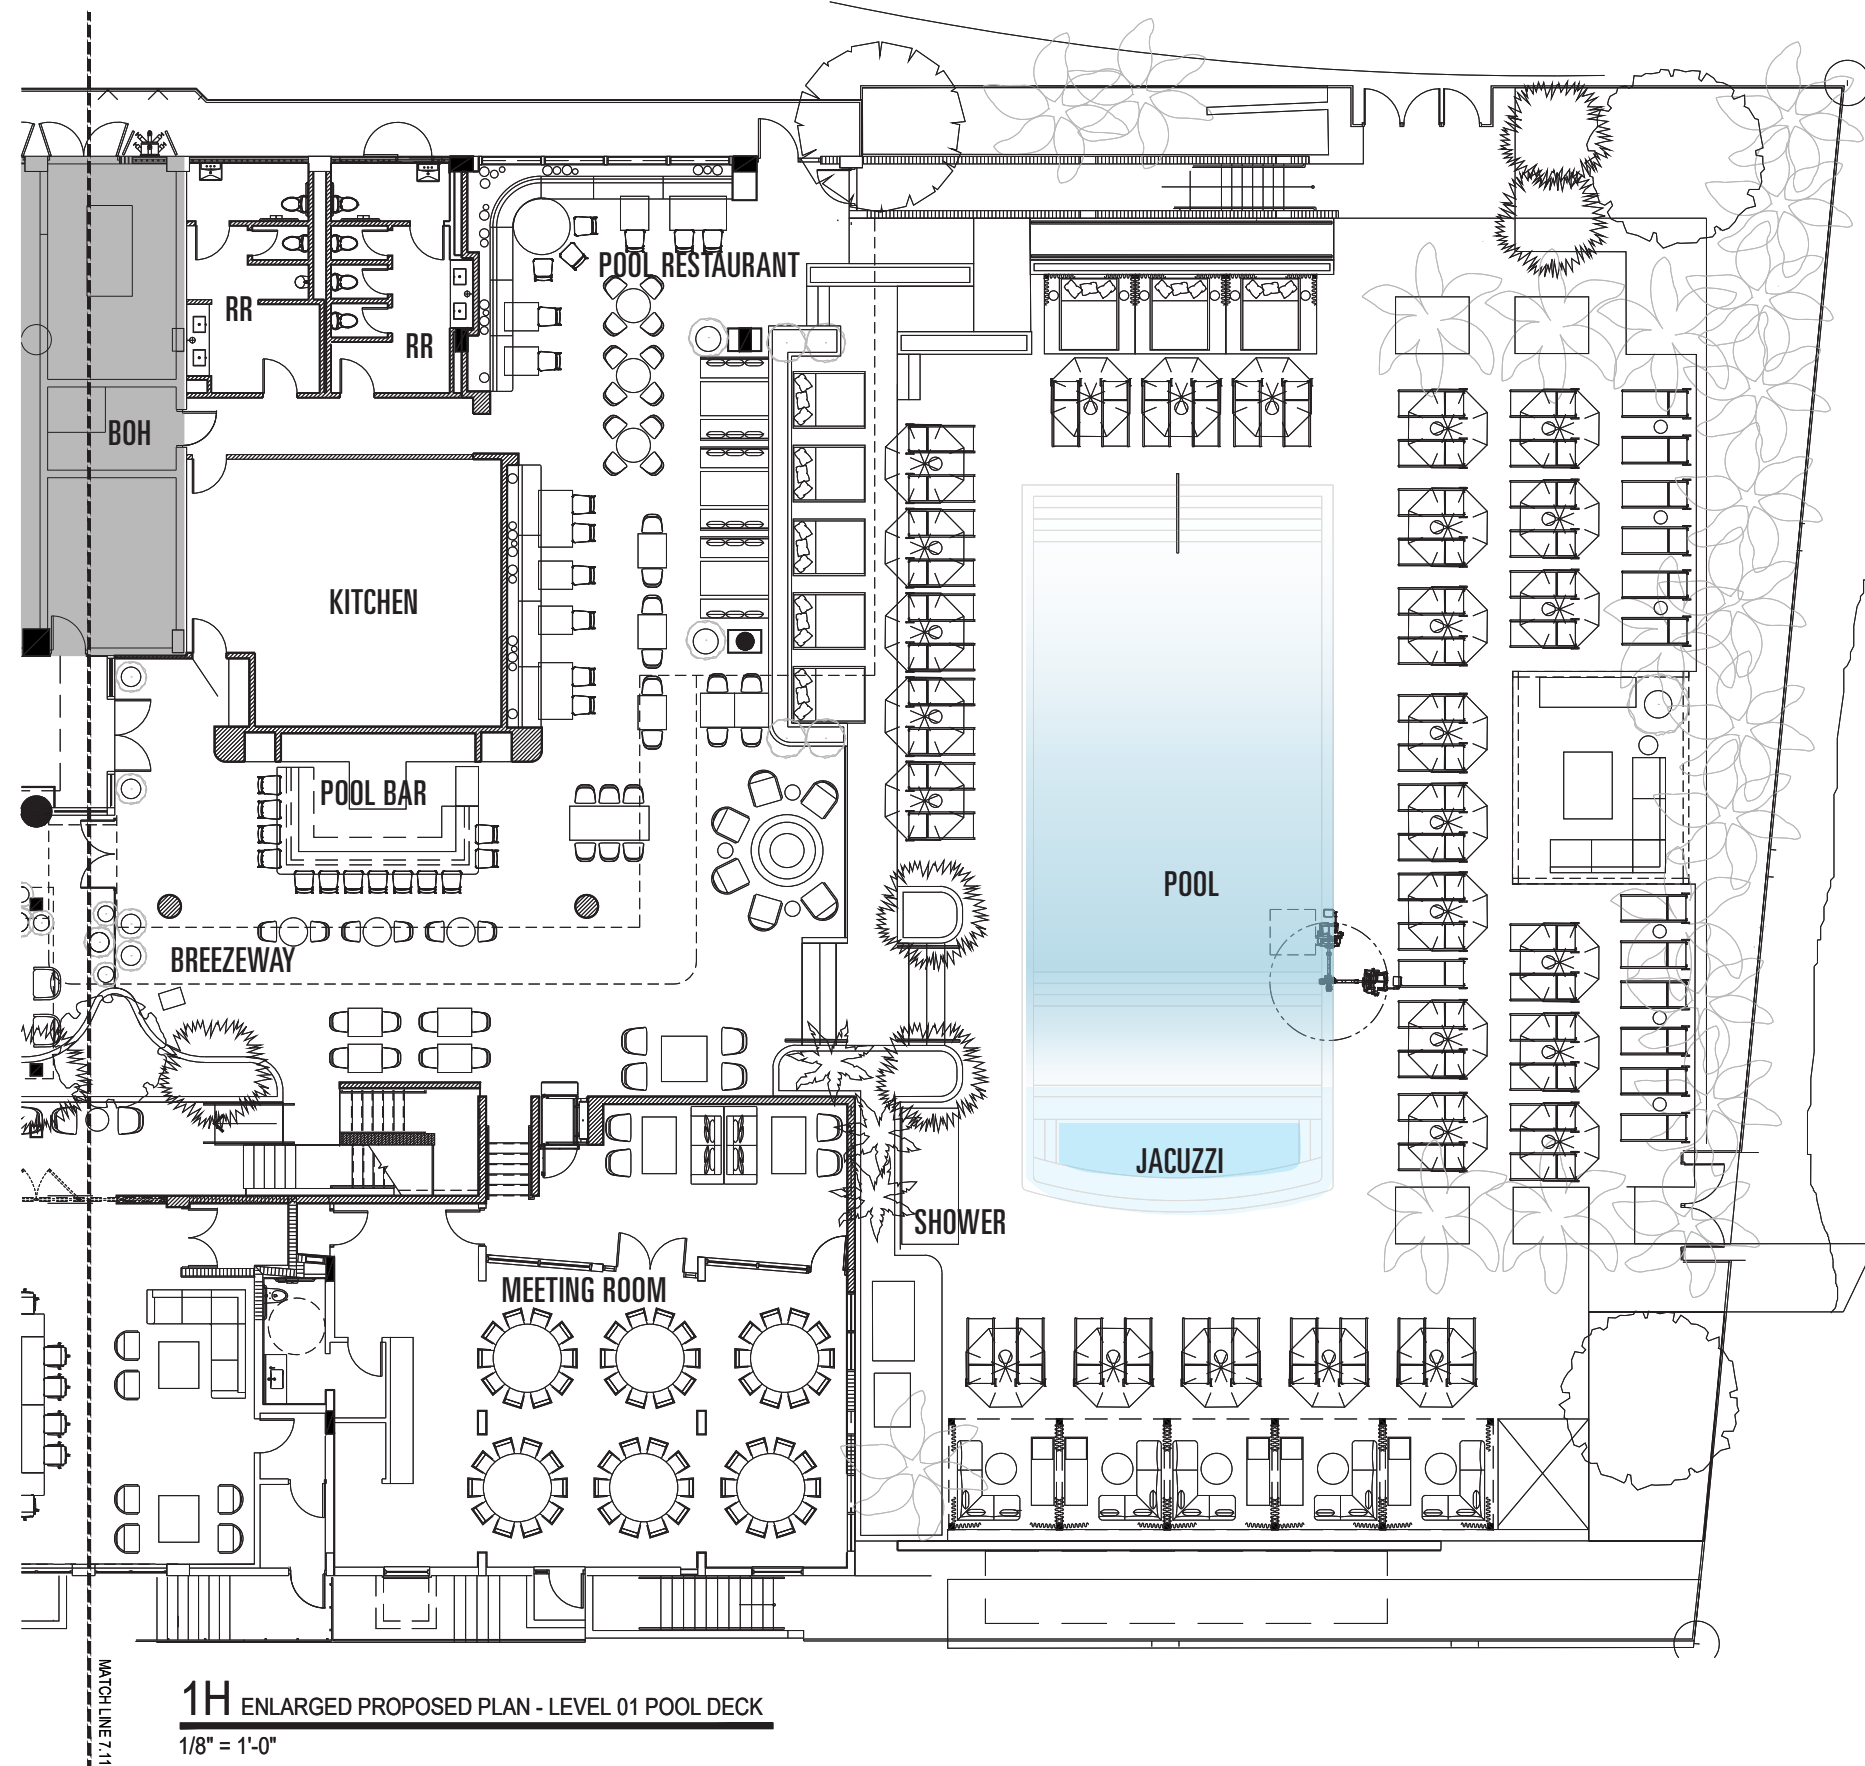 POOL RESTAURANT
RR
RR
BOH
KITCHEN
POOL BAR
POOL
BREEZEWAY
JACUZZI
SHOWER
MEETING ROOM
MATCH LINE 7.11
1H ENLARGED PROPOSED PLAN - LEVEL 01 POOL DECK
1/8" = 1'-0"